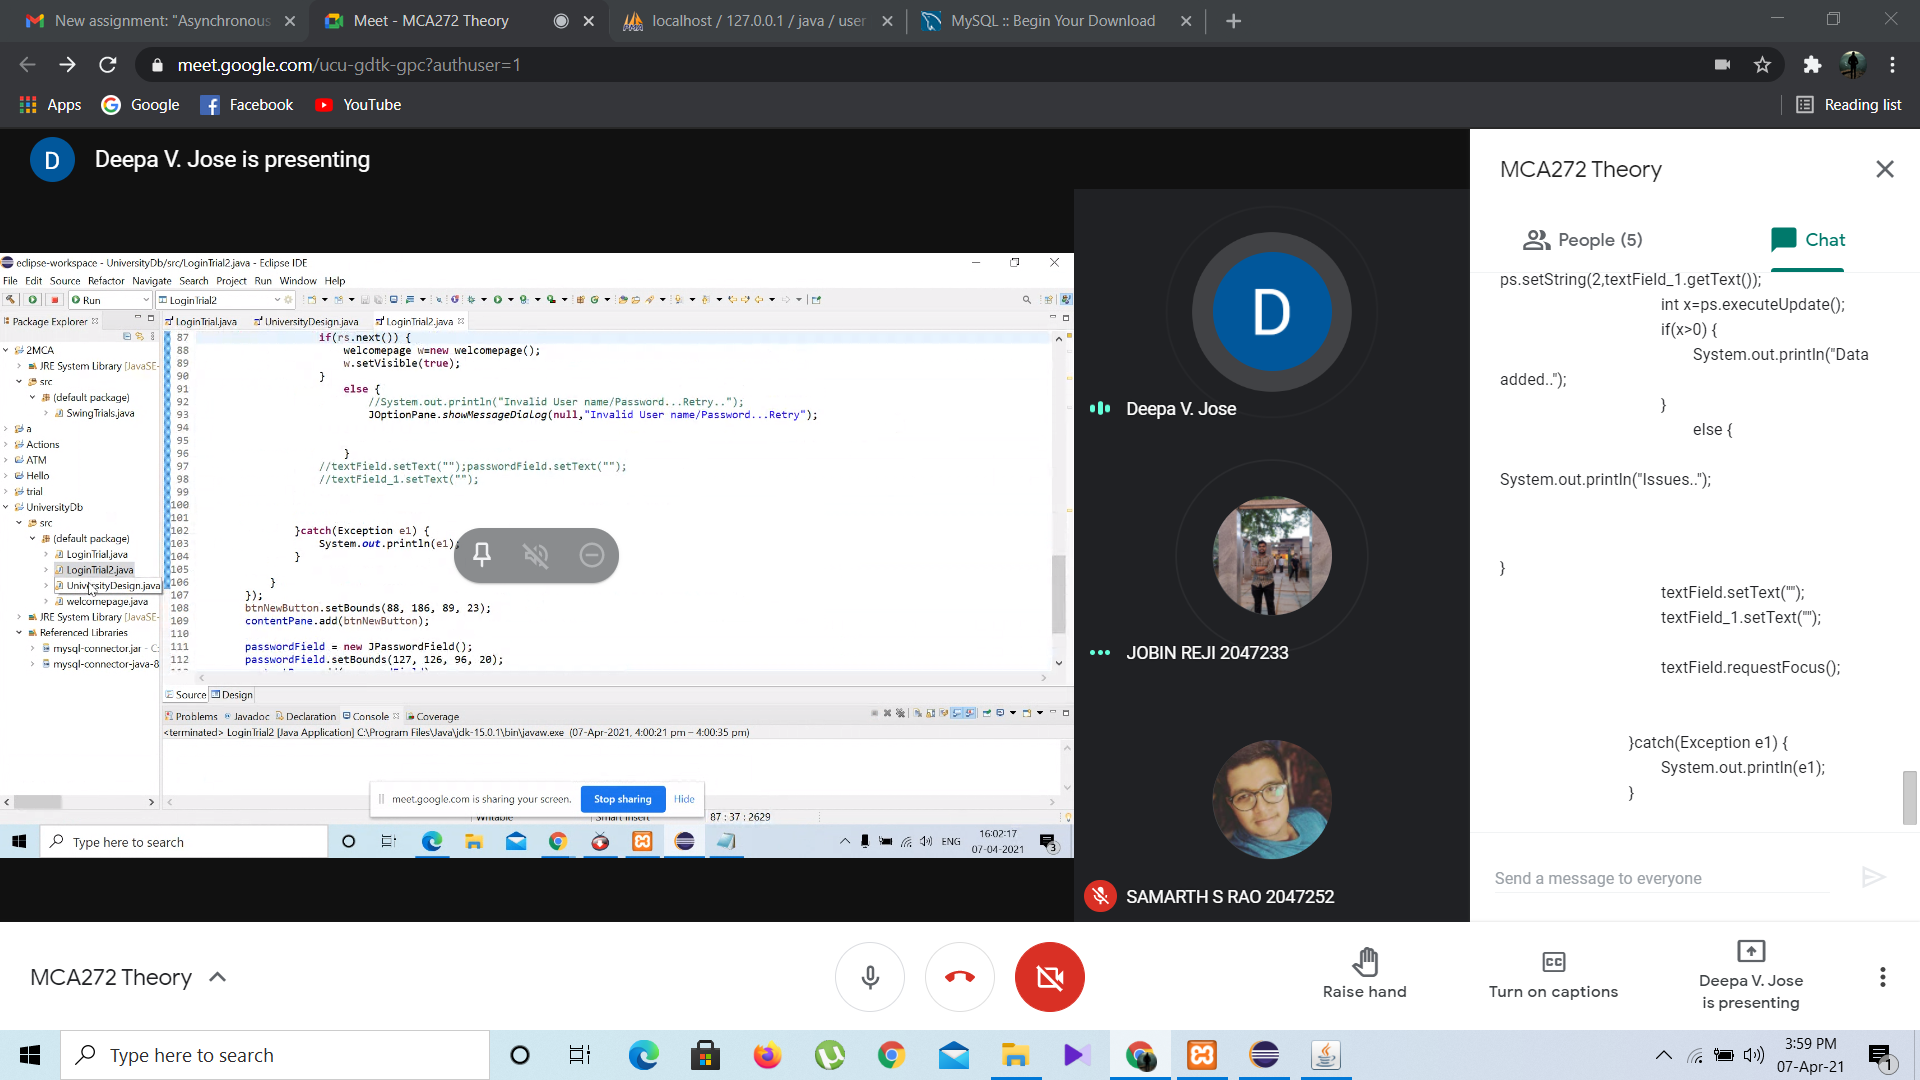 New assignment: "Asynchronous
Meet - MCA272 Theory
localhost / 127.0.0.1 / java / user
MySQL :: Begin Your Download
meet.google.com/ucu-gdtk-gpc?authuser=1
Apps
Google
Facebook
YouTube
Reading list
D
Deepa V. Jose is presenting
eclipse-workspace - UniversityDb/src/LoginTrial2.java - Eclipse IDE
File Edit Source Refactor Navigate Search Project Run Window Help
Run
LoginTrial2
Package Explorer
LoginTrial.java
UniversityDesign.java
LoginTrial2.java
2MCA
JRE System Library [JavaSE-
src
(default package)
SwingTrials.java
a
Actions
ATM
Hello
trial
UniversityDb
src
(default package)
LoginTrial.java
LoginTrial2.java
UniversityDesign.java
welcomepage.java
JRE System Library [JavaSE-
Referenced Libraries
mysql-connector.jar - C:
mysql-connector-java-8
87 if(rs.next()) {
88 welcomepage w=new welcomepage();
89 w.setVisible(true);
90 }
91 else {
92 //System.out.println("Invalid User name/Password...Retry..");
93 JOptionPane.showMessageDialog(null,"Invalid User name/Password...Retry");
94
95
96 }
97 //textField.setText("");passwordField.setText("");
98 //textField_1.setText("");
99
100
101
102 }catch(Exception e1) {
103 System.out.println(e1)
104 }
105
106 }
107 });
108 btnNewButton.setBounds(88, 186, 89, 23);
109 contentPane.add(btnNewButton);
110
111 passwordField = new JPasswordField();
112 passwordField.setBounds(127, 126, 96, 20);
Source Design
Problems Javadoc Declaration Console Coverage
<terminated> LoginTrial2 [Java Application] C:\Program Files\Java\jdk-15.0.1\bin\javaw.exe (07-Apr-2021, 4:00:21 pm – 4:00:35 pm)
meet.google.com is sharing your screen.
Stop sharing
Hide
Writable
Smart Insert
87 : 37 : 2629
Type here to search
ENG
16:02:17
07-04-2021
3
D
Deepa V. Jose
JOBIN REJI 2047233
SAMARTH S RAO 2047252
MCA272 Theory
People (5)
Chat
ps.setString(2,textField_1.getText());
int x=ps.executeUpdate();
if(x>0) {
System.out.println("Data
added..");
}
else {
System.out.println("Issues..");
}
textField.setText("");
textField_1.setText("");
textField.requestFocus();
}catch(Exception e1) {
System.out.println(e1);
}
Send a message to everyone
MCA272 Theory
Raise hand
Turn on captions
Deepa V. Jose
is presenting
Type here to search
3:59 PM
07-Apr-21
1